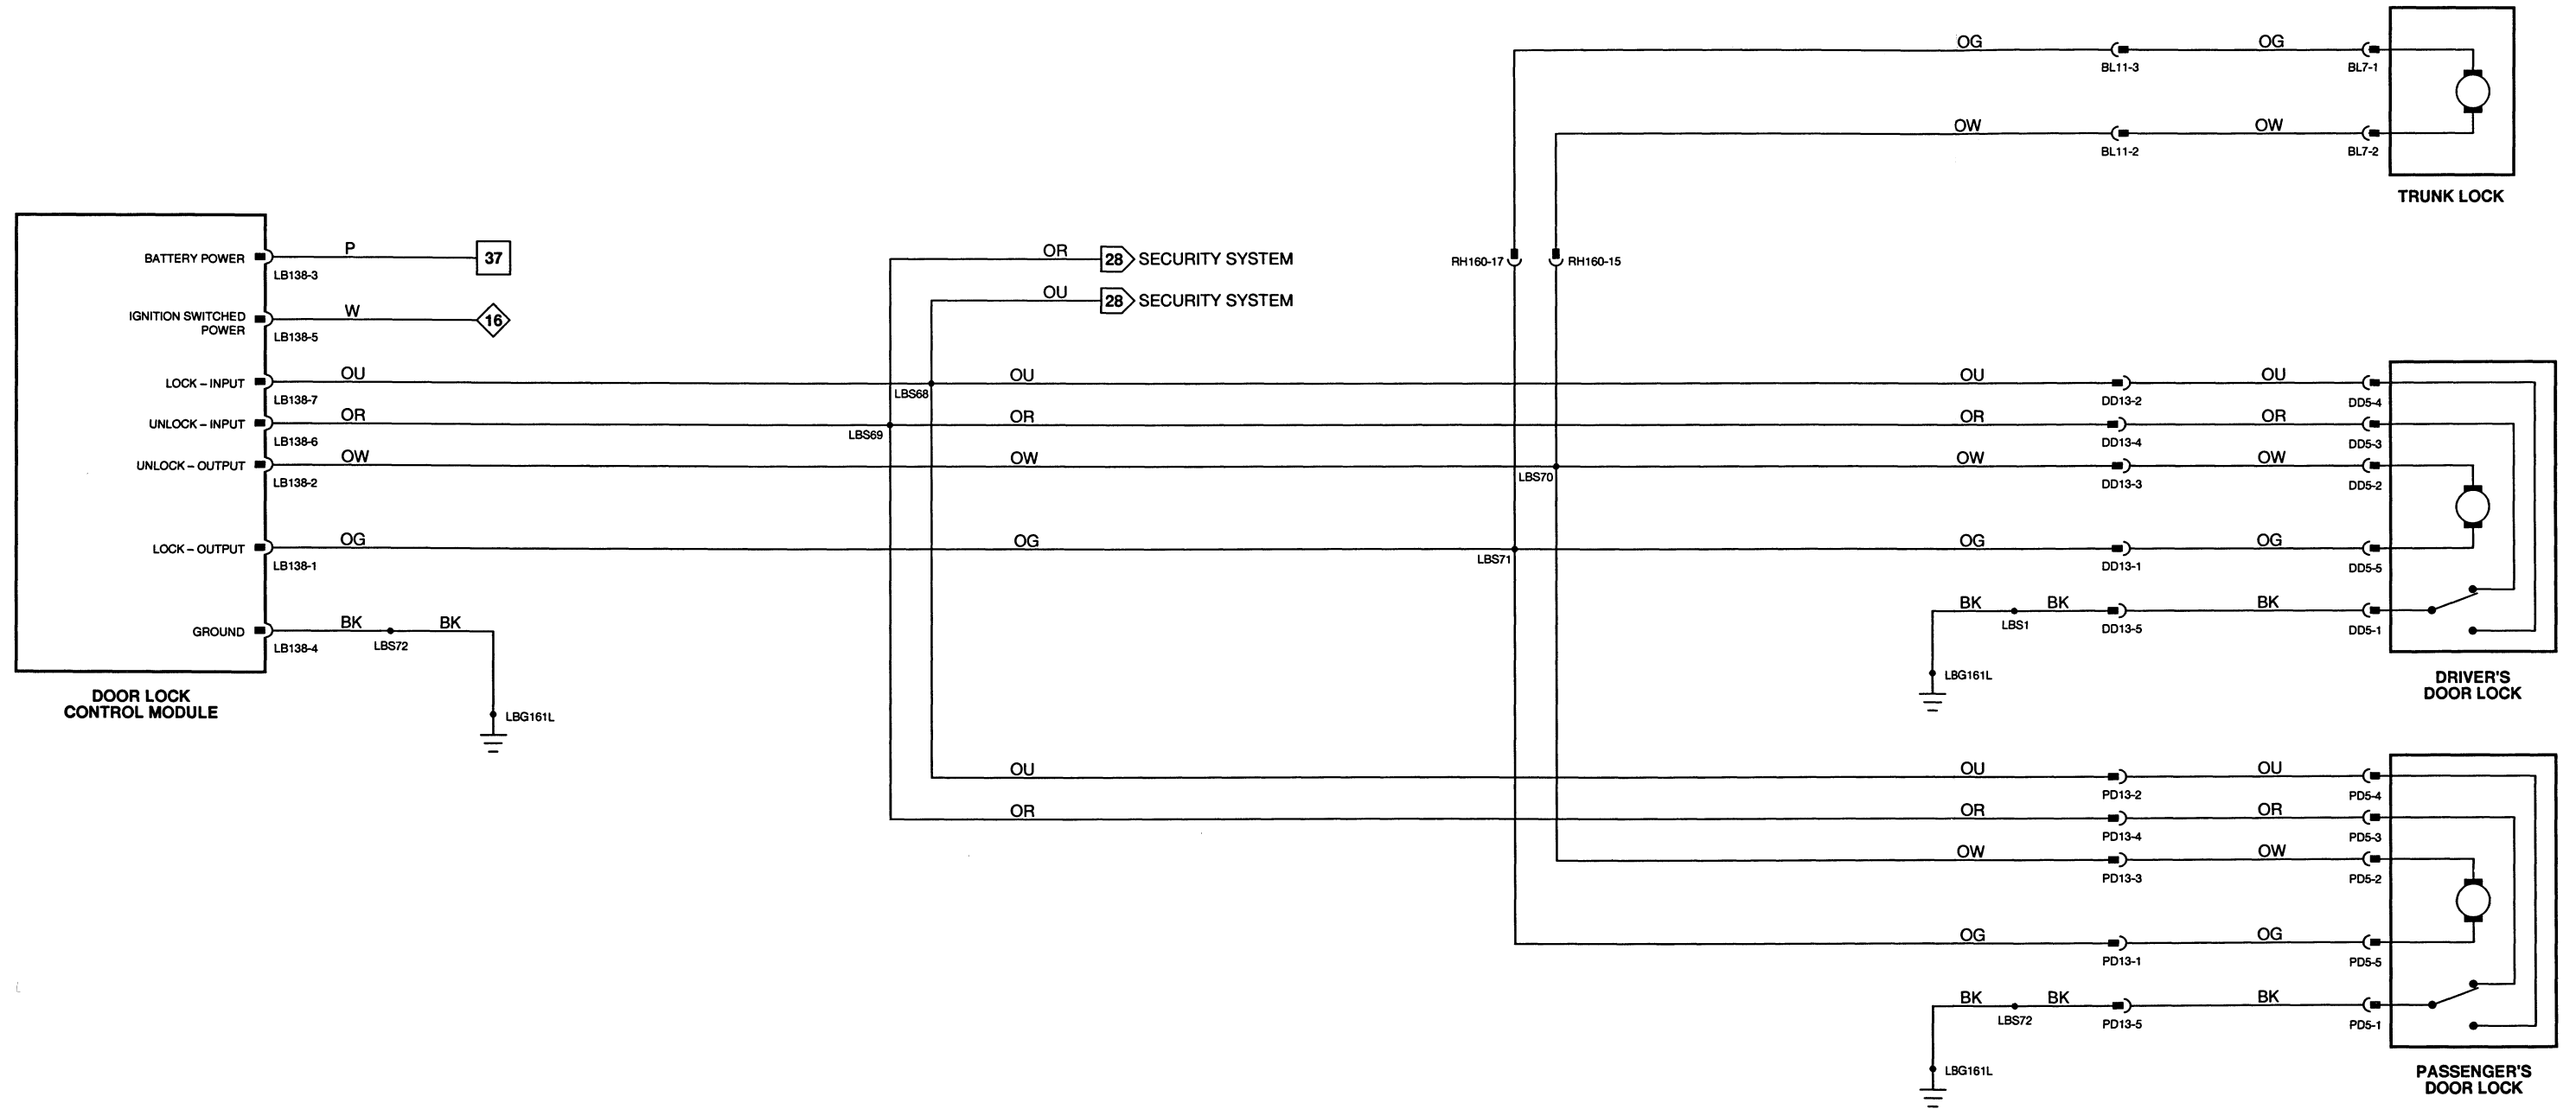 OG
OG
BL11-3
BL7-1
OW
OW
BL11-2
BL7-2
TRUNK LOCK
BATTERY POWER
P
37
LB138-3
OR
28
SECURITY SYSTEM
RH160-17
RH160-15
IGNITION SWITCHED
POWER
W
16
LB138-5
OU
28
SECURITY SYSTEM
LOCK – INPUT
OU
LB138-7
LBS68
OU
OU
OU
DD13-2
DD5-4
UNLOCK – INPUT
OR
LB138-6
LBS69
OR
OR
OR
DD13-4
DD5-3
UNLOCK – OUTPUT
OW
LB138-2
OW
LBS70
OW
OW
DD13-3
DD5-2
LOCK – OUTPUT
OG
LB138-1
OG
LBS71
OG
OG
DD13-1
DD5-5
GROUND
BK
BK
LB138-4
LBS72
LBG161L
BK
BK
BK
LBS1
DD13-5
DD5-1
LBG161L
DOOR LOCK
CONTROL MODULE
DRIVER'S
DOOR LOCK
OU
OU
OU
PD13-2
PD5-4
OR
OR
OR
PD13-4
PD5-3
OW
OW
PD13-3
PD5-2
OG
OG
PD13-1
PD5-5
BK
BK
BK
LBS72
PD13-5
PD5-1
LBG161L
PASSENGER'S
DOOR LOCK